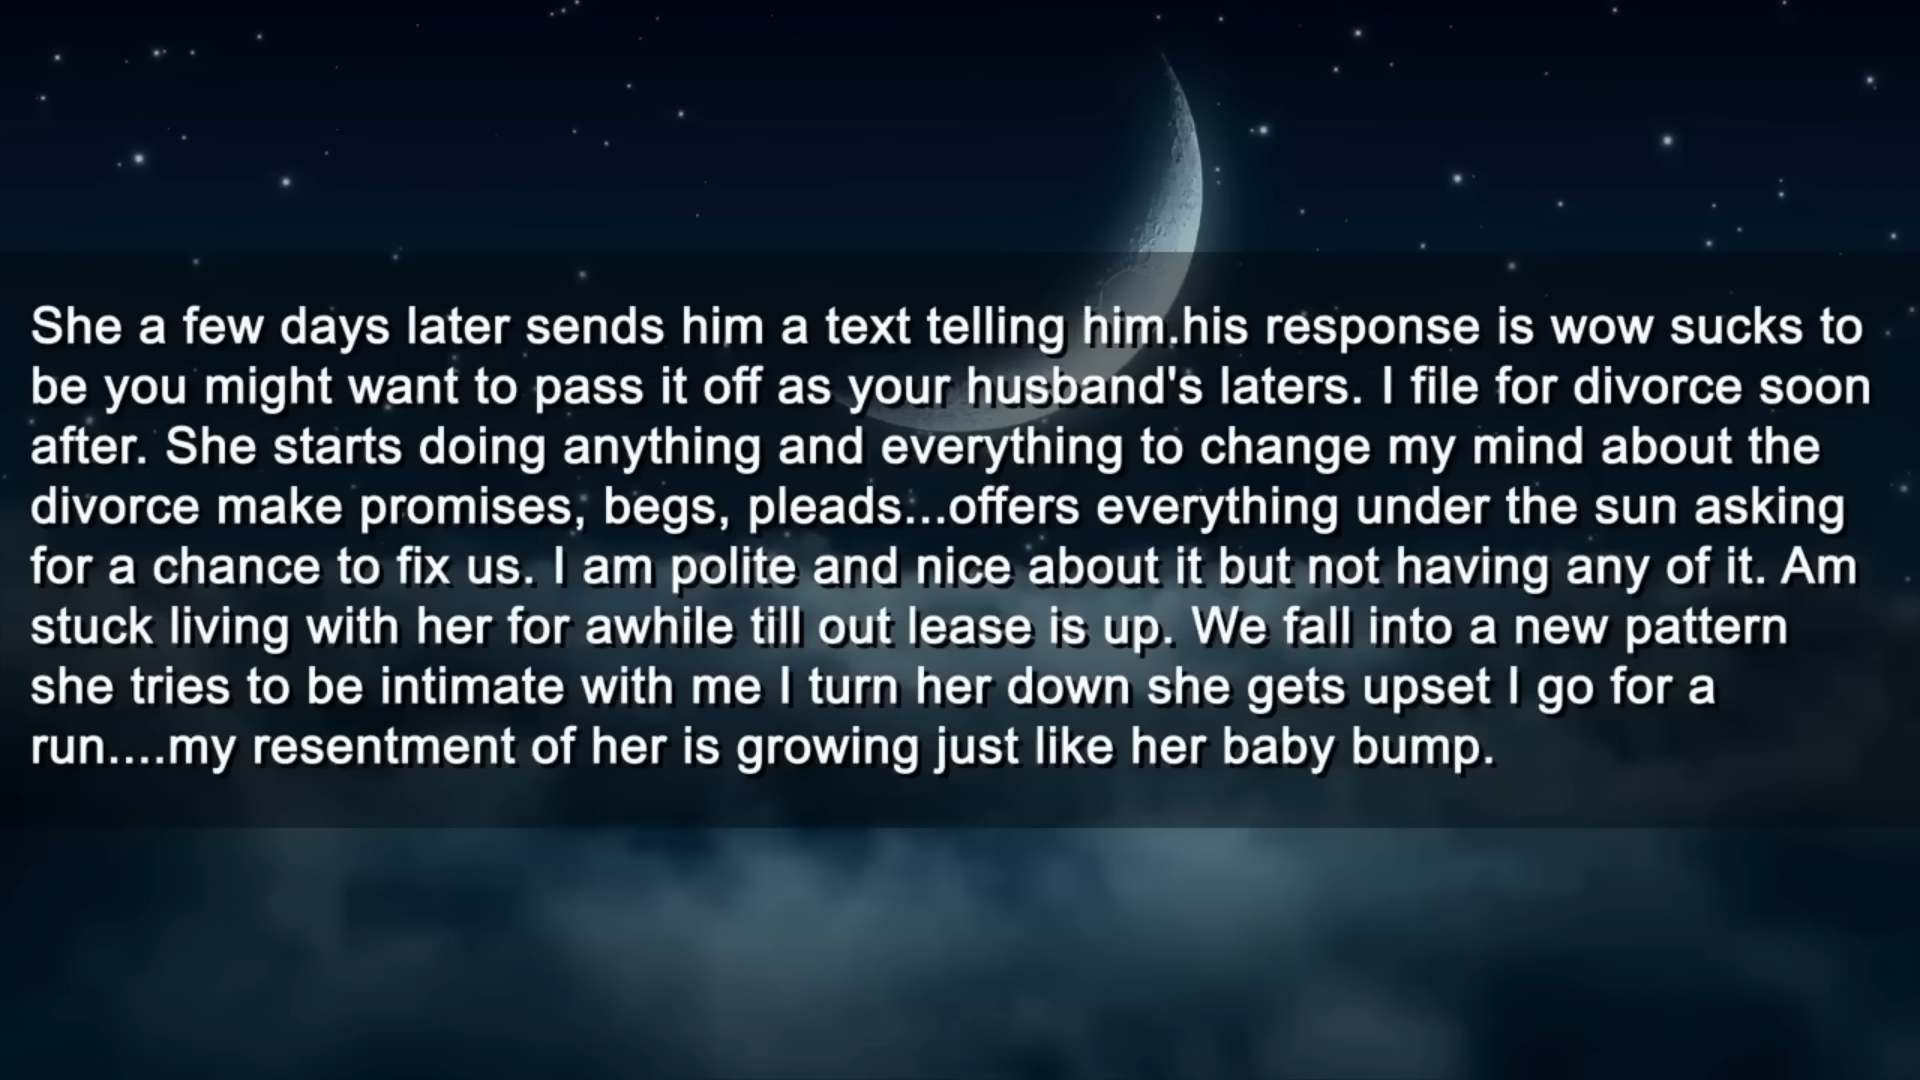 She a few days later sends him a text telling him.his response is wow sucks to
be you might want to pass it off as your husband's laters. I file for divorce soon
after. She starts doing anything and everything to change my mind about the
divorce make promises, begs, pleads...offers everything under the sun asking
for a chance to fix us. I am polite and nice about it but not having any of it. Am
stuck living with her for awhile till out lease is up. We fall into a new pattern
she tries to be intimate with me I turn her down she gets upset I go for a
run....my resentment of her is growing just like her baby bump.